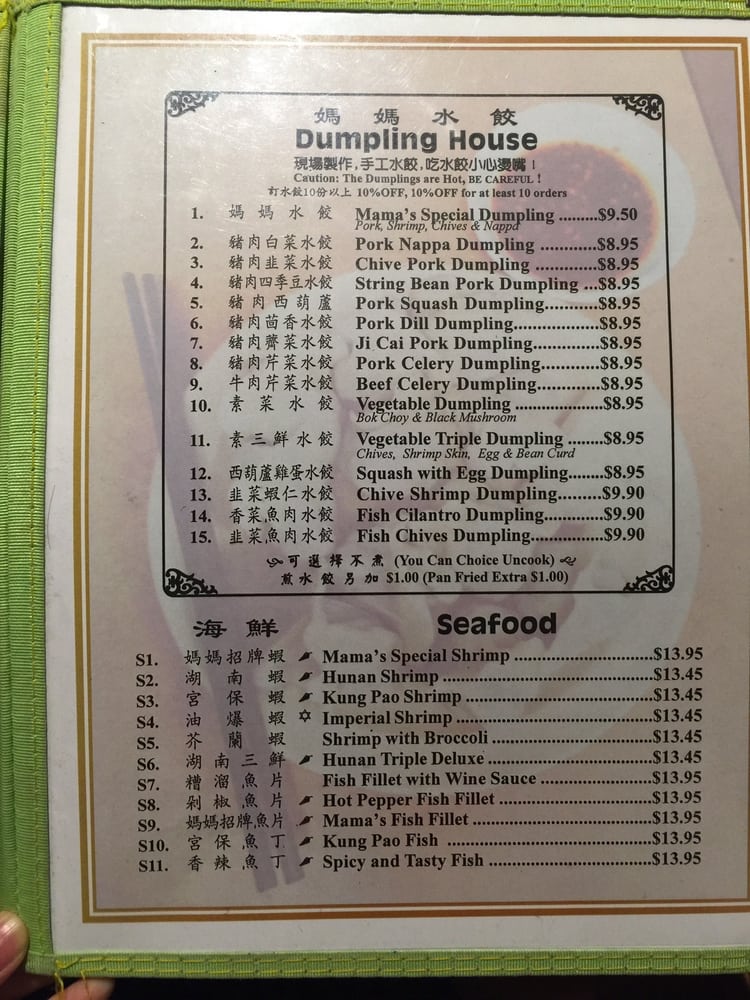 媽媽水餃
Dumpling House
現場製作,手工水餃,吃水餃小心燙嘴!
Caution: The Dumplings are Hot, BE CAREFUL !
訂水餃10份以上 10%OFF, 10%OFF for at least 10 orders
1. 媽媽水餃 Mama's Special Dumpling .........$9.50
Pork, Shrimp, Chives & Nappa
2. 豬肉白菜水餃 Pork Nappa Dumpling ............$8.95
3. 豬肉韭菜水餃 Chive Pork Dumpling ............$8.95
4. 豬肉四季豆水餃 String Bean Pork Dumpling ...$8.95
5. 豬肉西葫蘆 Pork Squash Dumpling............$8.95
6. 豬肉茴香水餃 Pork Dill Dumpling..................$8.95
7. 豬肉薺菜水餃 Ji Cai Pork Dumpling..............$8.95
8. 豬肉芹菜水餃 Pork Celery Dumpling............$8.95
9. 牛肉芹菜水餃 Beef Celery Dumpling.............$8.95
10. 素菜水餃 Vegetable Dumpling ..................$8.95
Bok Choy & Black Mushroom
11. 素三鮮水餃 Vegetable Triple Dumpling ........$8.95
Chives, Shrimp Skin, Egg & Bean Curd
12. 西葫蘆雞蛋水餃 Squash with Egg Dumpling........$8.95
13. 韭菜蝦仁水餃 Chive Shrimp Dumpling.........$9.90
14. 香菜魚肉水餃 Fish Cilantro Dumpling............$9.90
15. 韭菜魚肉水餃 Fish Chives Dumpling...............$9.90
可選擇不煮 (You Can Choice Uncook)
煎水餃另加 $1.00 (Pan Fried Extra $1.00)
海鮮 Seafood
S1. 媽媽招牌蝦 Mama's Special Shrimp .............................$13.95
S2. 湖南蝦 Hunan Shrimp ...........................................$13.45
S3. 宮保蝦 Kung Pao Shrimp .....................................$13.45
S4. 油爆蝦 ✡ Imperial Shrimp .......................................$13.45
S5. 芥蘭蝦 Shrimp with Broccoli .................................$13.45
S6. 湖南三鮮 Hunan Triple Deluxe ..................................$13.45
S7. 糟溜魚片 Fish Fillet with Wine Sauce .......................$13.95
S8. 剁椒魚片 Hot Pepper Fish Fillet ................................$13.95
S9. 媽媽招牌魚片 Mama's Fish Fillet .....................................$13.95
S10. 宮保魚丁 Kung Pao Fish ..........................................$13.95
S11. 香辣魚丁 Spicy and Tasty Fish ..................................$13.95